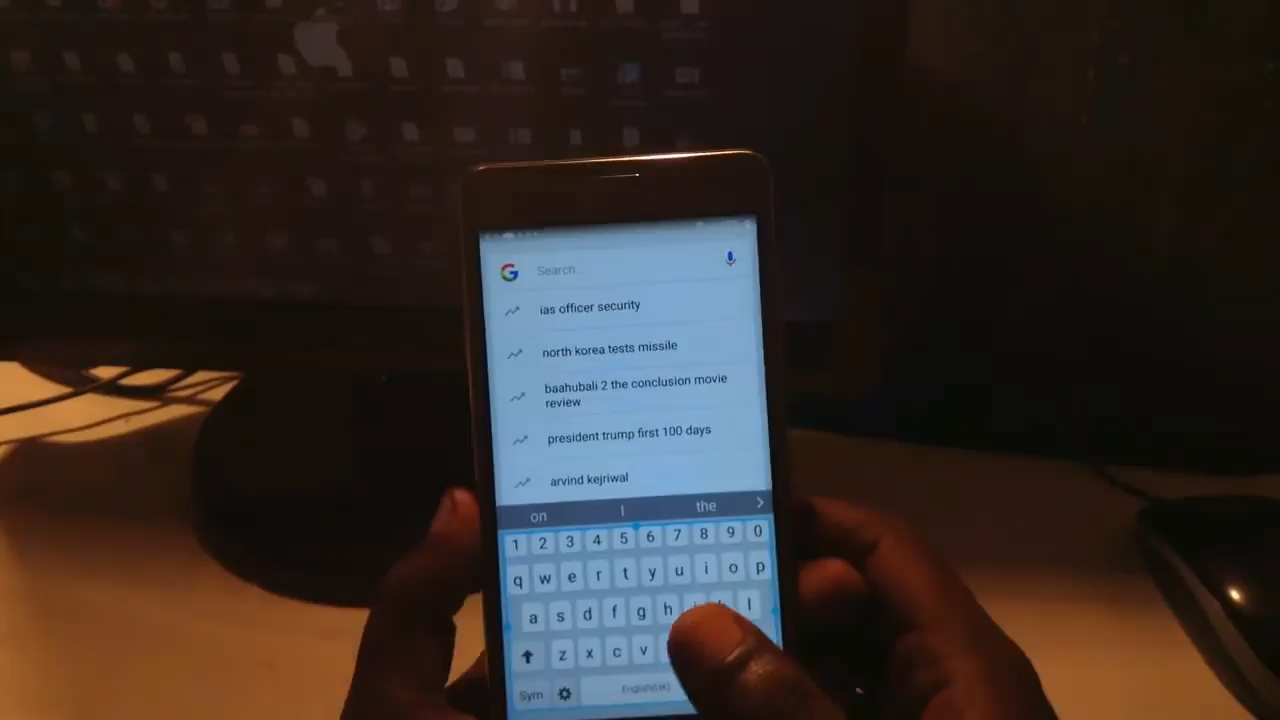 Search...
ias officer security
north korea tests missile
baahubali 2 the conclusion movie
review
president trump first 100 days
arvind kejriwal
on I the
1 2 3 4 5 6 7 8 9 0
q w e r t y u i o p
a s d f g h l
z x c v
Sym English(UK)